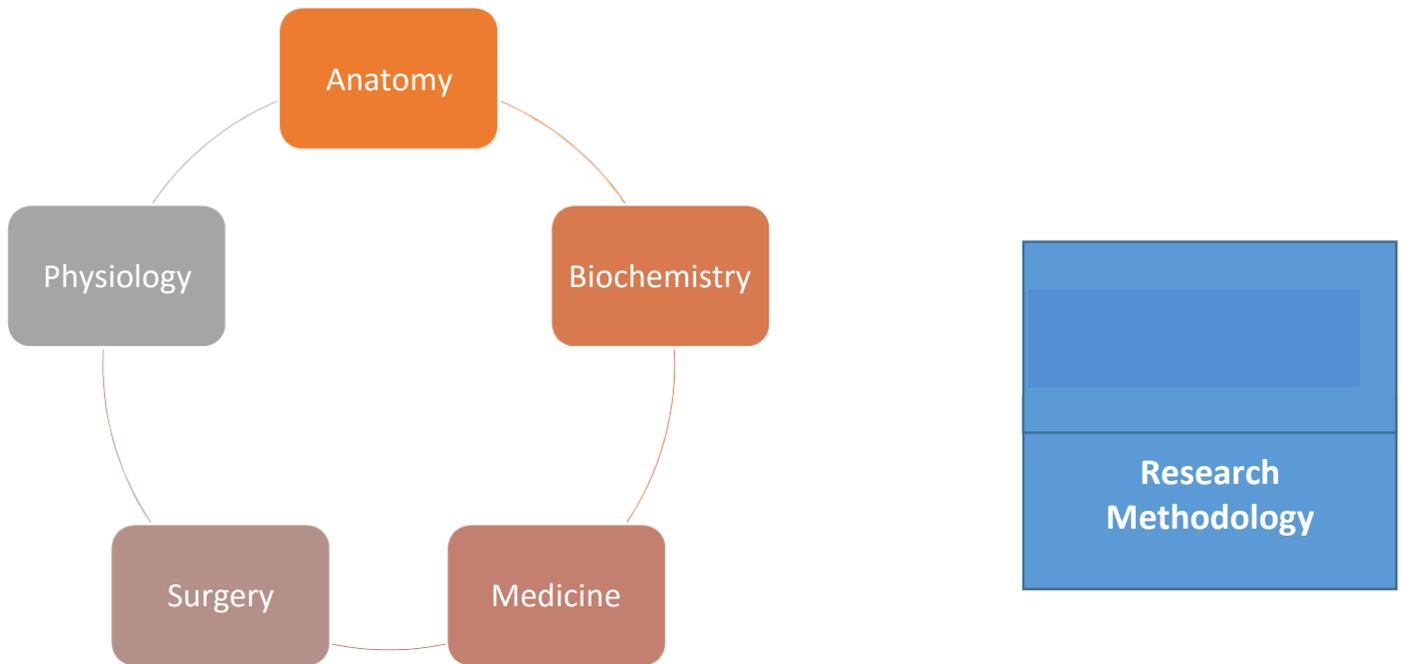 Anatomy
Physiology
Biochemistry
Research
Methodology
Surgery
Medicine